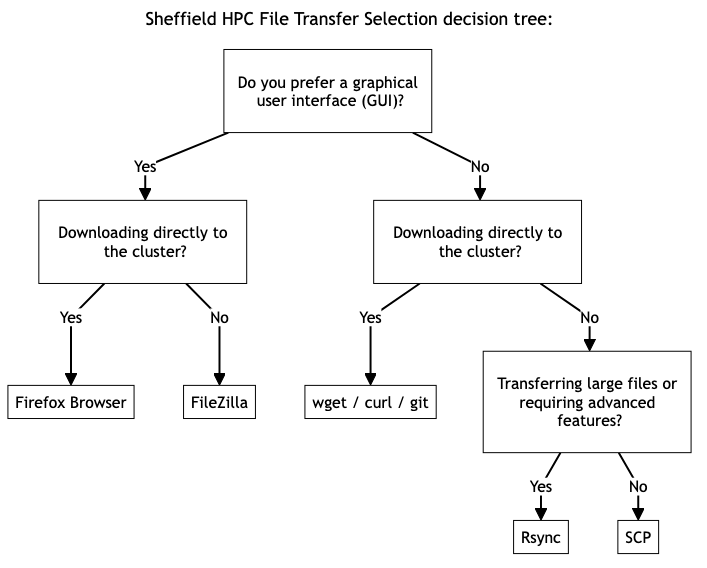 Sheffield HPC File Transfer Selection decision tree:
Do you prefer a graphical
user interface (GUI)?
Yes
No
Downloading directly to
the cluster?
Downloading directly to
the cluster?
Yes
No
Yes
No
Firefox Browser
FileZilla
wget / curl / git
Transferring large files or
requiring advanced
features?
Yes
No
Rsync
SCP